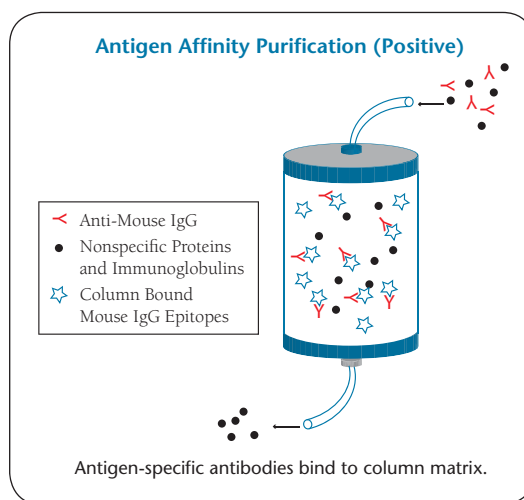 Antigen Affinity Purification (Positive)
Anti-Mouse IgG
Nonspecific Proteins
and Immunoglobulins
Column Bound
Mouse IgG Epitopes
Antigen-specific antibodies bind to column matrix.